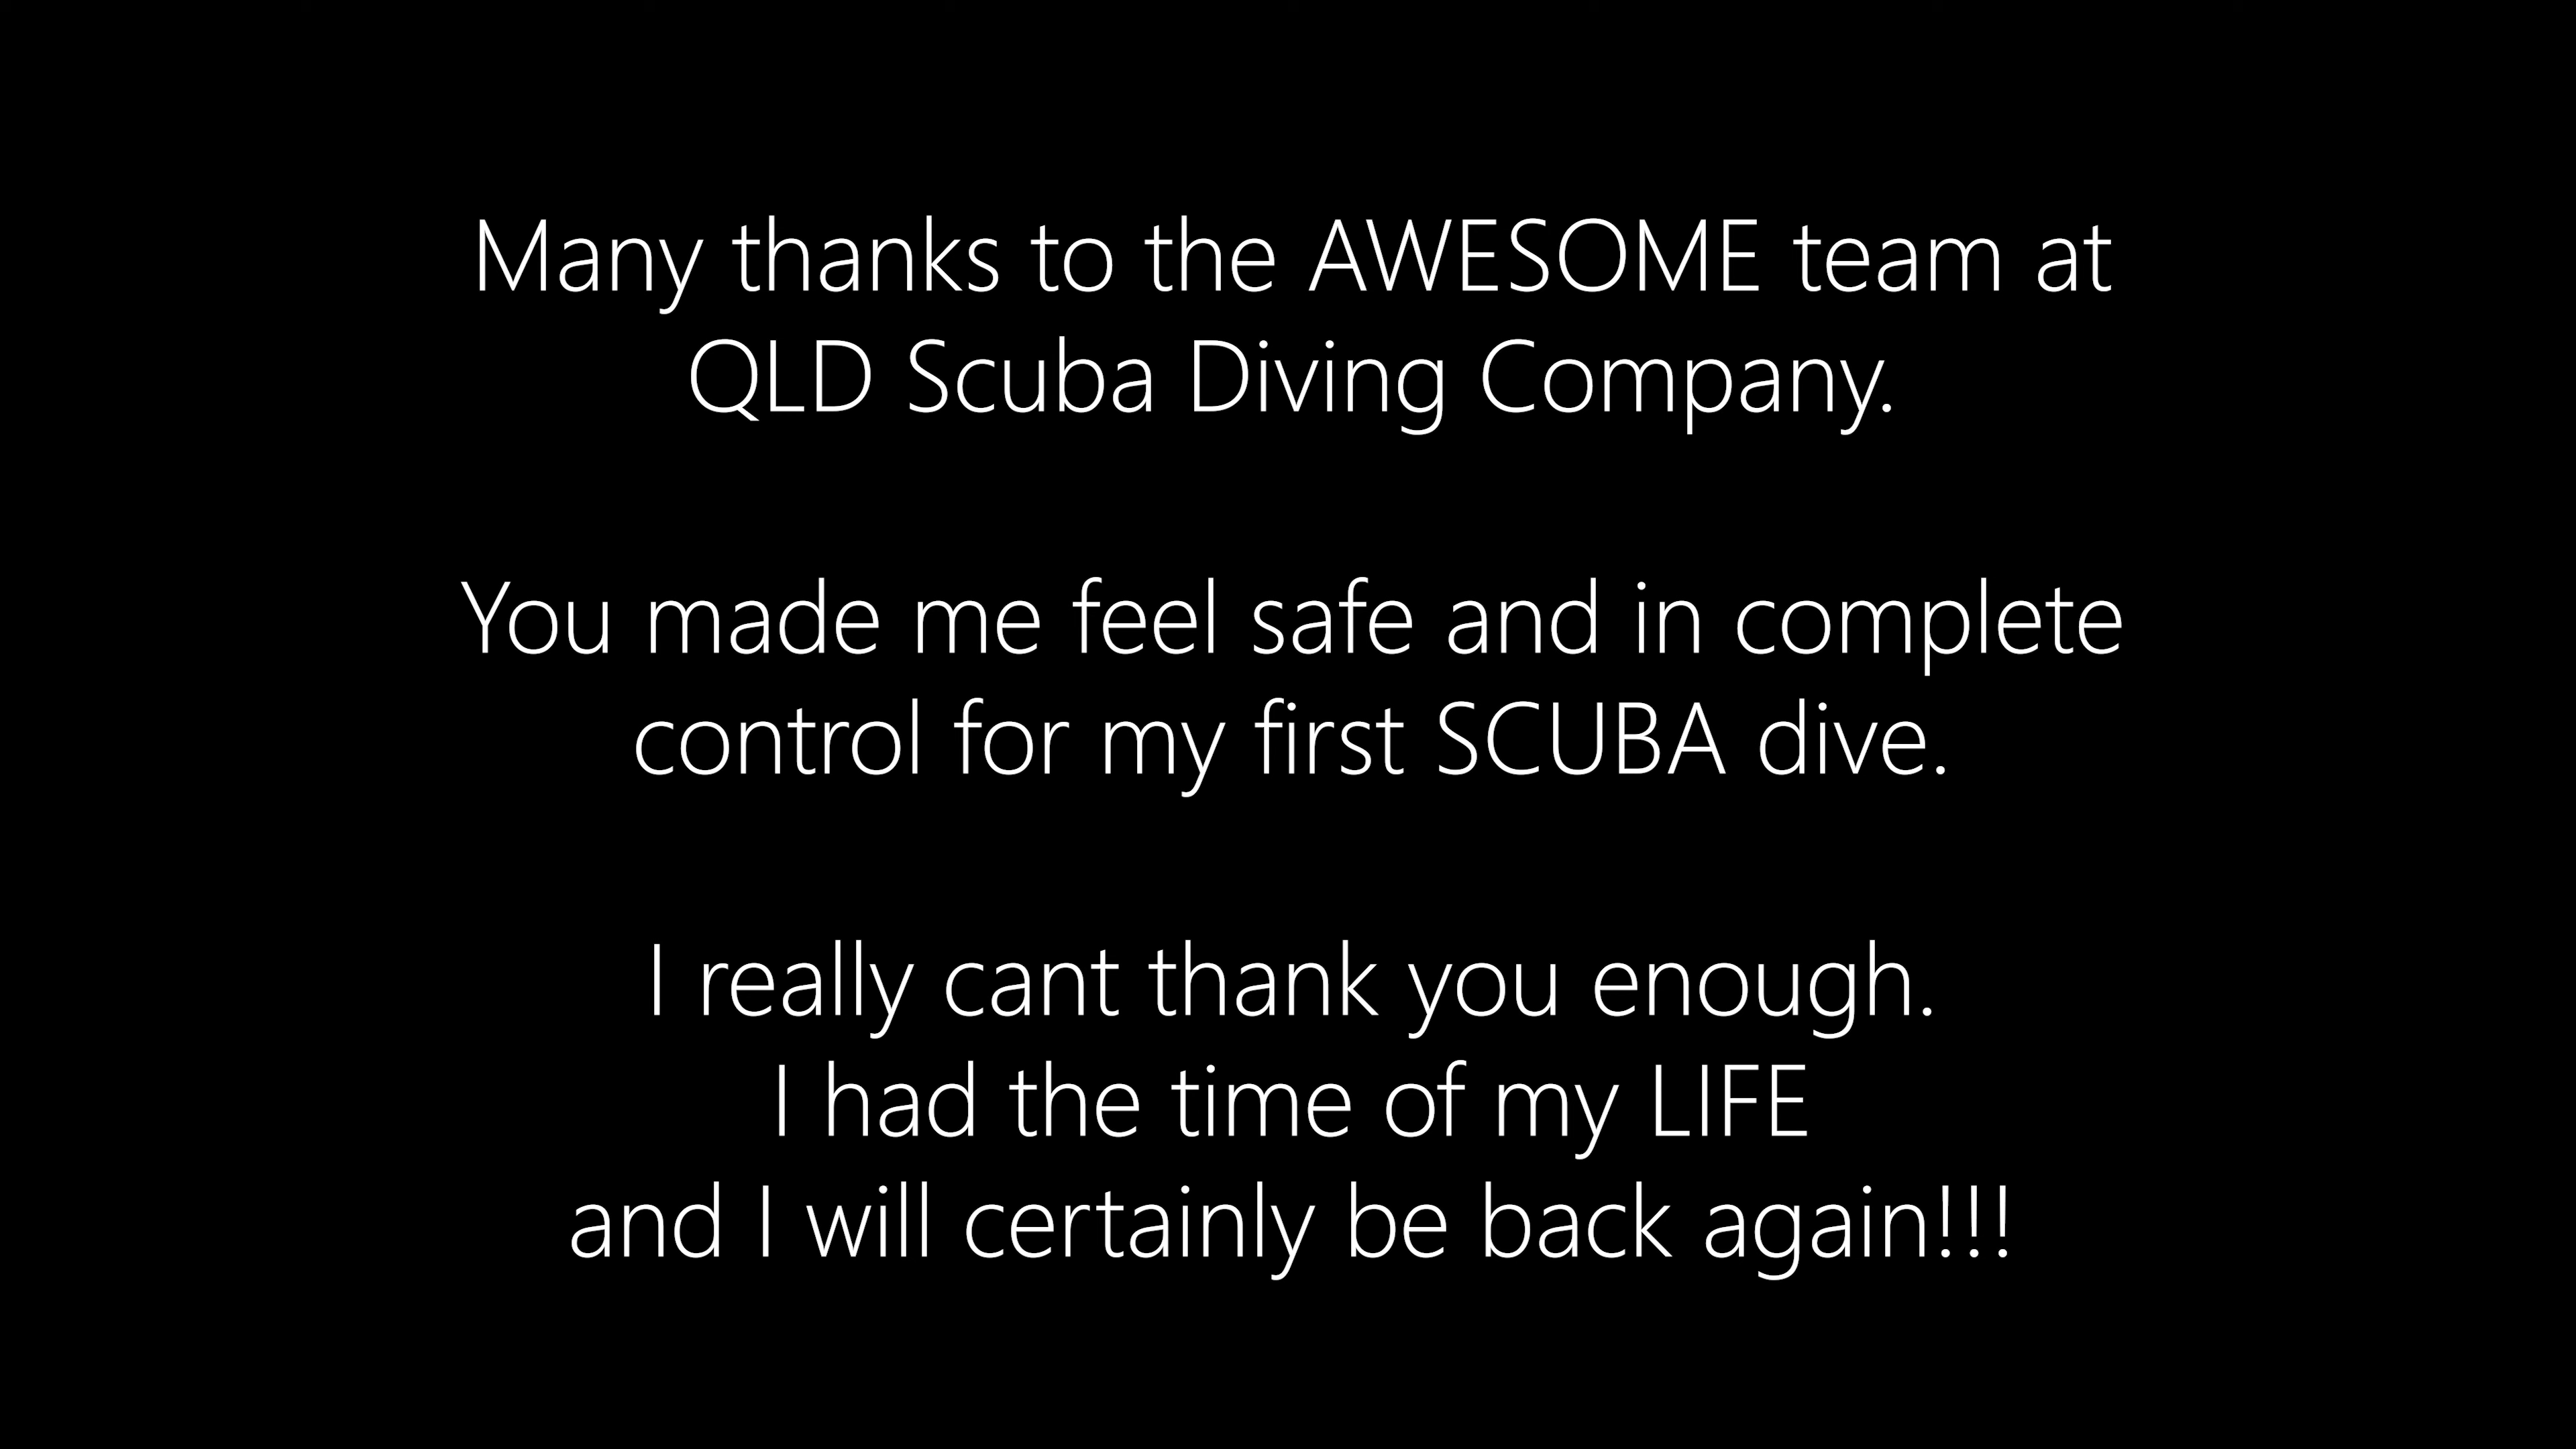 Many thanks to the AWESOME team at
QLD Scuba Diving Company.
You made me feel safe and in complete
control for my first SCUBA dive.
I really cant thank you enough.
I had the time of my LIFE
and I will certainly be back again!!!